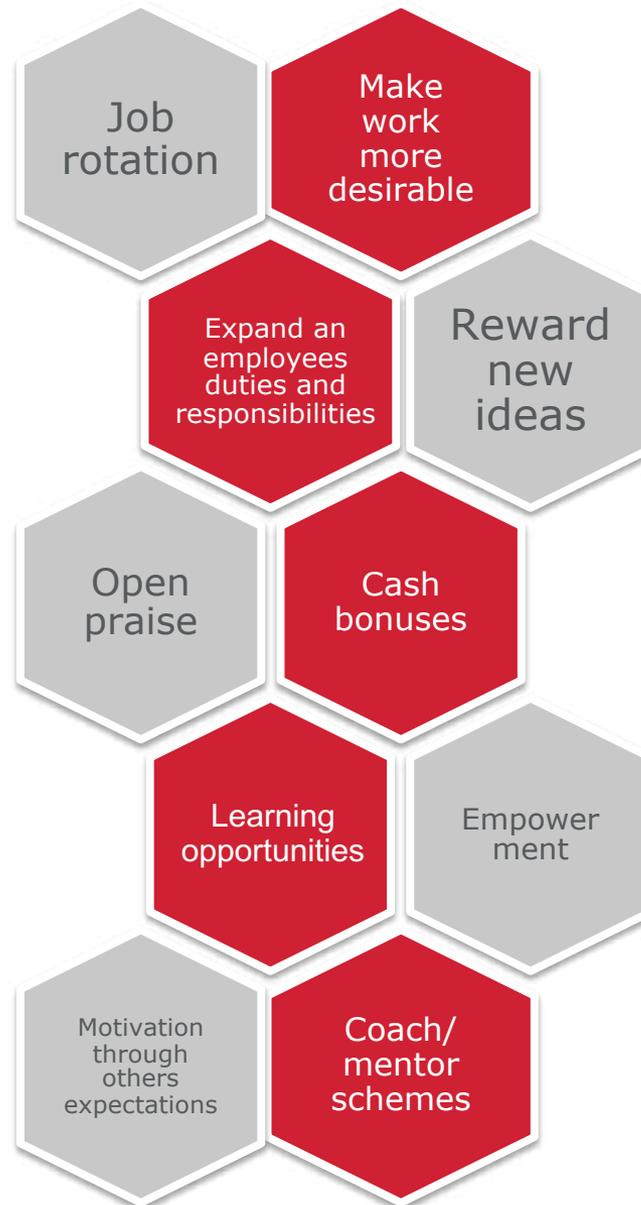 Job
rotation
Make
work
more
desirable
Expand an
employees
duties and
responsibilities
Reward
new
ideas
Open
praise
Cash
bonuses
Learning
opportunities
Empower
ment
Motivation
through
others
expectations
Coach/
mentor
schemes